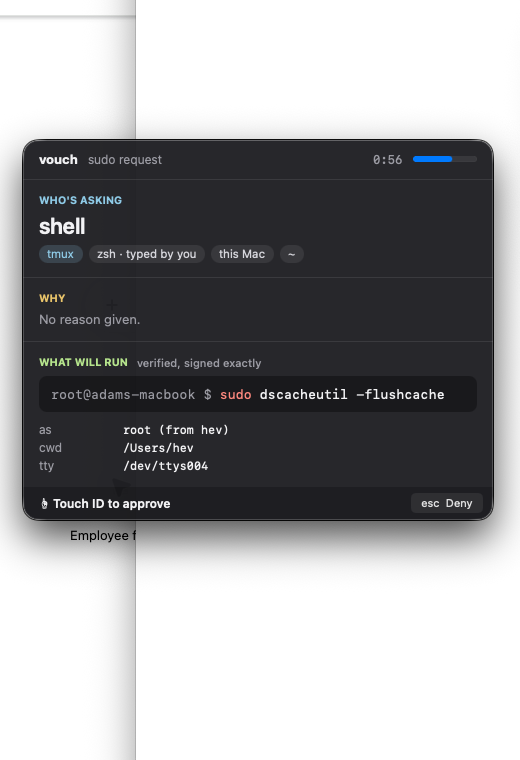 vouch sudo request 0:56
WHO'S ASKING
shell
tmux zsh · typed by you this Mac ~
WHY
No reason given.
WHAT WILL RUN verified, signed exactly
root@adams-macbook $ sudo dscacheutil -flushcache
as root (from hev)
cwd /Users/hev
tty /dev/ttys004
Touch ID to approve esc Deny
Employee f